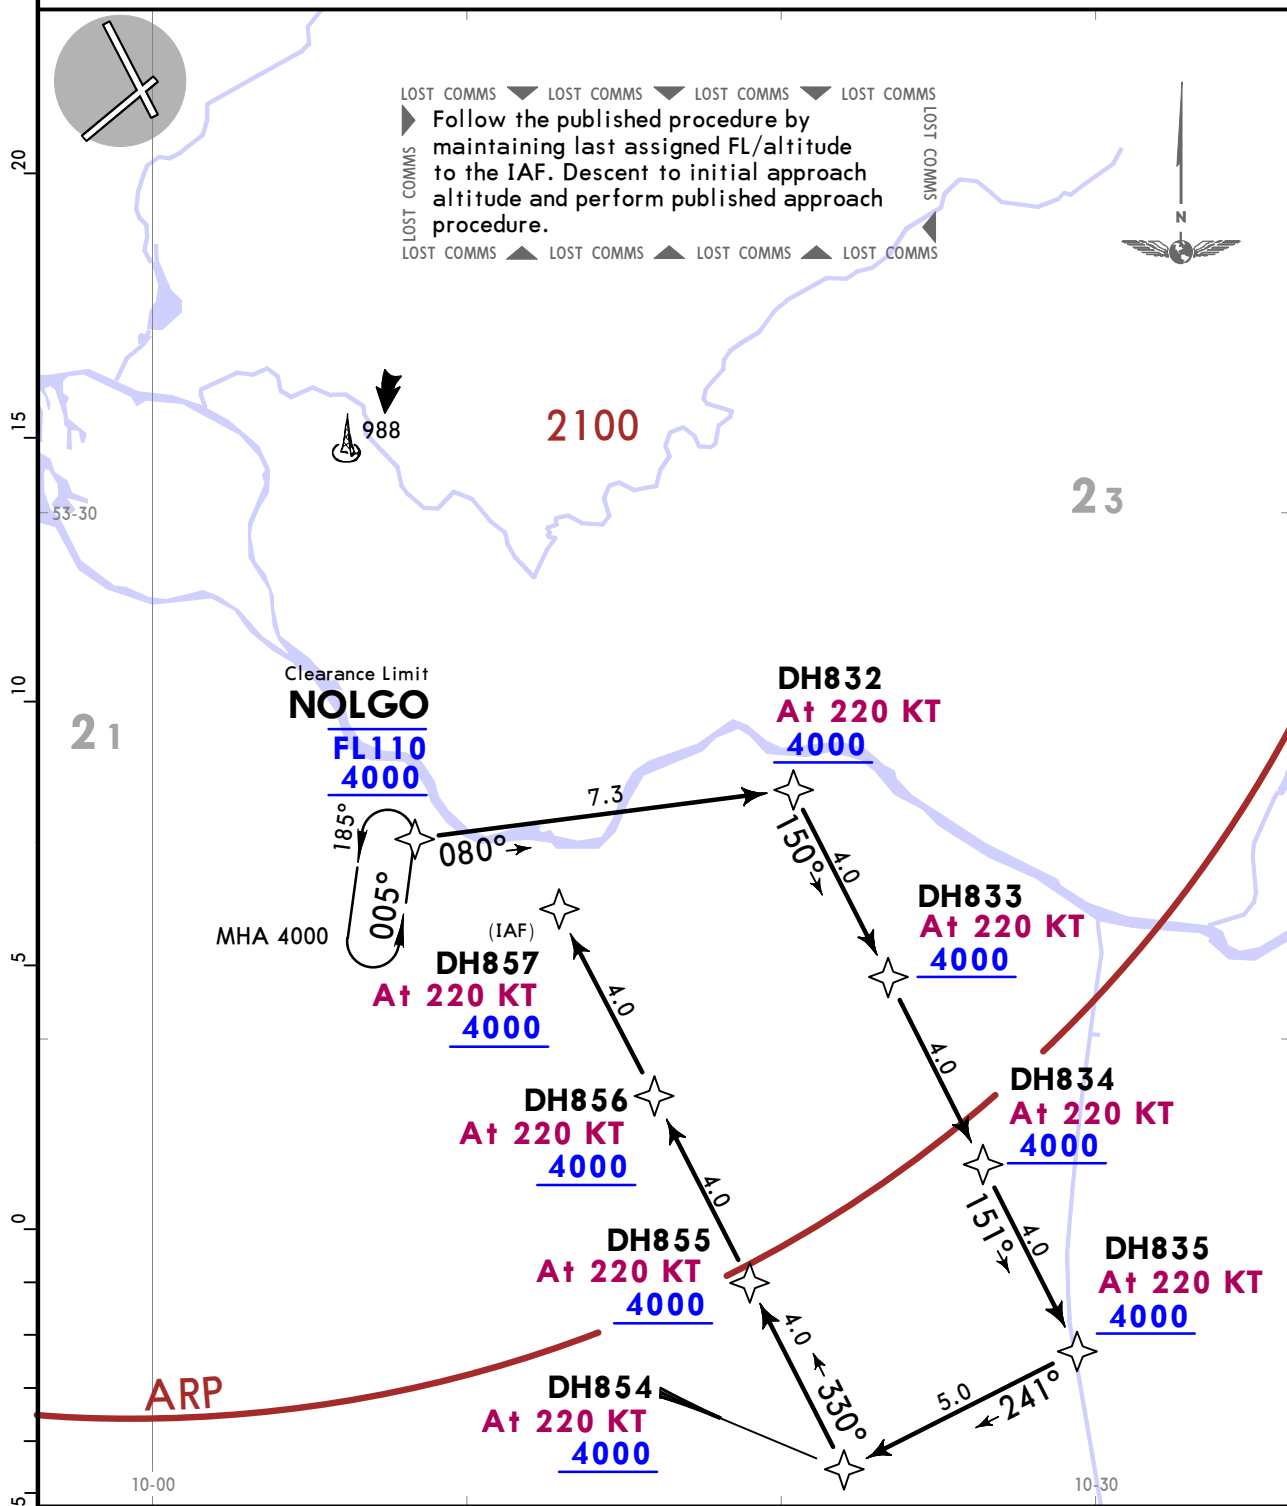 LOST COMMS LOST COMMS LOST COMMS LOST COMMS
LOST COMMS
LOST COMMS
Follow the published procedure by
maintaining last assigned FL/altitude
to the IAF. Descent to initial approach
altitude and perform published approach
procedure.
LOST COMMS LOST COMMS LOST COMMS LOST COMMS
N
20
15
10
5
0
5
988
2100
53-30
23
21
Clearance Limit
NOLGO
FL110
4000
185°
005°
MHA 4000
7.3
080°
DH832
At 220 KT
4000
150°
4.0
DH833
At 220 KT
4000
4.0
DH834
At 220 KT
4000
151°
4.0
DH835
At 220 KT
4000
5.0
241°
(IAF)
DH857
At 220 KT
4000
4.0
DH856
At 220 KT
4000
4.0
DH855
At 220 KT
4000
4.0
330°
DH854
At 220 KT
4000
ARP
10-00
10-30